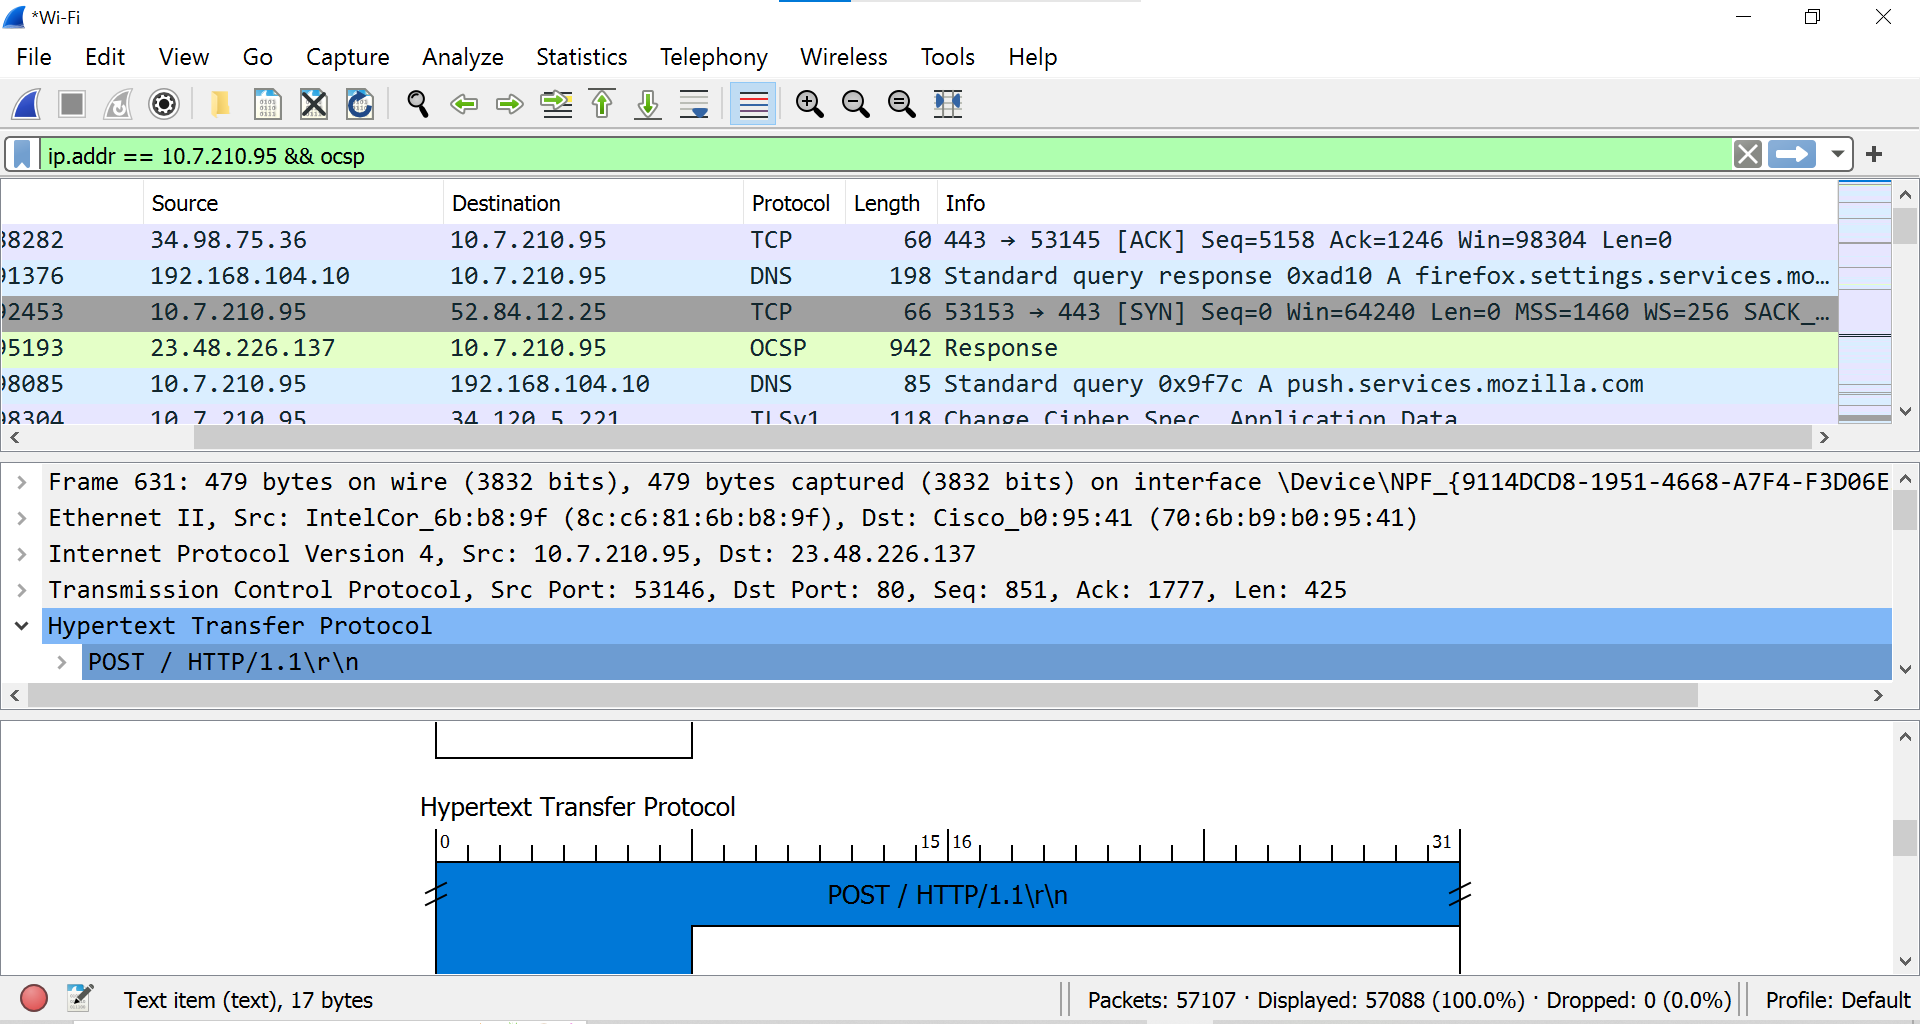 *Wi-Fi
File Edit View Go Capture Analyze Statistics Telephony Wireless Tools Help
ip.addr == 10.7.210.95 && ocsp
Source Destination Protocol Length Info
38282 34.98.75.36 10.7.210.95 TCP 60 443 → 53145 [ACK] Seq=5158 Ack=1246 Win=98304 Len=0
91376 192.168.104.10 10.7.210.95 DNS 198 Standard query response 0xad10 A firefox.settings.services.mo…
92453 10.7.210.95 52.84.12.25 TCP 66 53153 → 443 [SYN] Seq=0 Win=64240 Len=0 MSS=1460 WS=256 SACK_…
95193 23.48.226.137 10.7.210.95 OCSP 942 Response
98085 10.7.210.95 192.168.104.10 DNS 85 Standard query 0x9f7c A push.services.mozilla.com
98304 10.7.210.95 34.120.5.221 TLSv1 118 Change Cipher Spec, Application Data
Frame 631: 479 bytes on wire (3832 bits), 479 bytes captured (3832 bits) on interface \Device\NPF_{9114DCD8-1951-4668-A7F4-F3D06E
Ethernet II, Src: IntelCor_6b:b8:9f (8c:c6:81:6b:b8:9f), Dst: Cisco_b0:95:41 (70:6b:b9:b0:95:41)
Internet Protocol Version 4, Src: 10.7.210.95, Dst: 23.48.226.137
Transmission Control Protocol, Src Port: 53146, Dst Port: 80, Seq: 851, Ack: 1777, Len: 425
Hypertext Transfer Protocol
POST / HTTP/1.1\r\n
Hypertext Transfer Protocol
0 15 16 31
POST / HTTP/1.1\r\n
Text item (text), 17 bytes
Packets: 57107 · Displayed: 57088 (100.0%) · Dropped: 0 (0.0%)
Profile: Default